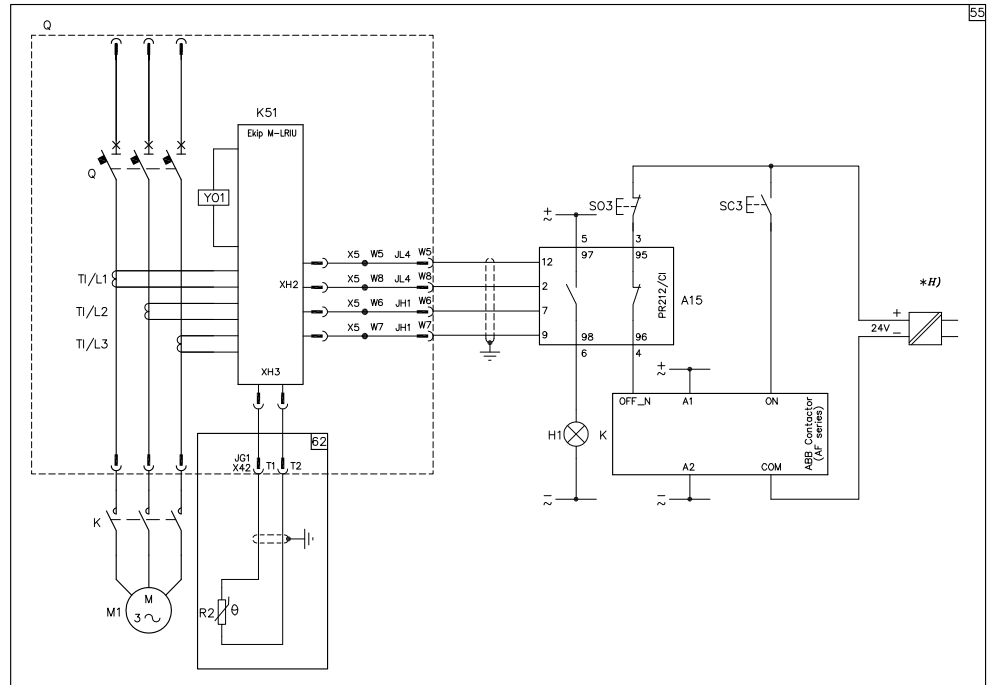 55
Q
K51
Ekip M-LRIU
Q
YO1
X5 W5 JL4 W5
X5 W8 JL4 W8
X5 W6 JH1 W6
X5 W7 JH1 W7
XH2
TI/L1
TI/L2
TI/L3
XH3
SO3
SC3
+
~
5 3
97 95
12
2
7
9
PR212/CI
A15
98 96
6 4
*H)
+
24V
−
+
~
OFF_N A1 ON
H1
K
ABB Contactor
(AF series)
A2 COM
−
~
−
~
62
JG1
X42 T1 T2
K
M1
M
3~
R2 θ